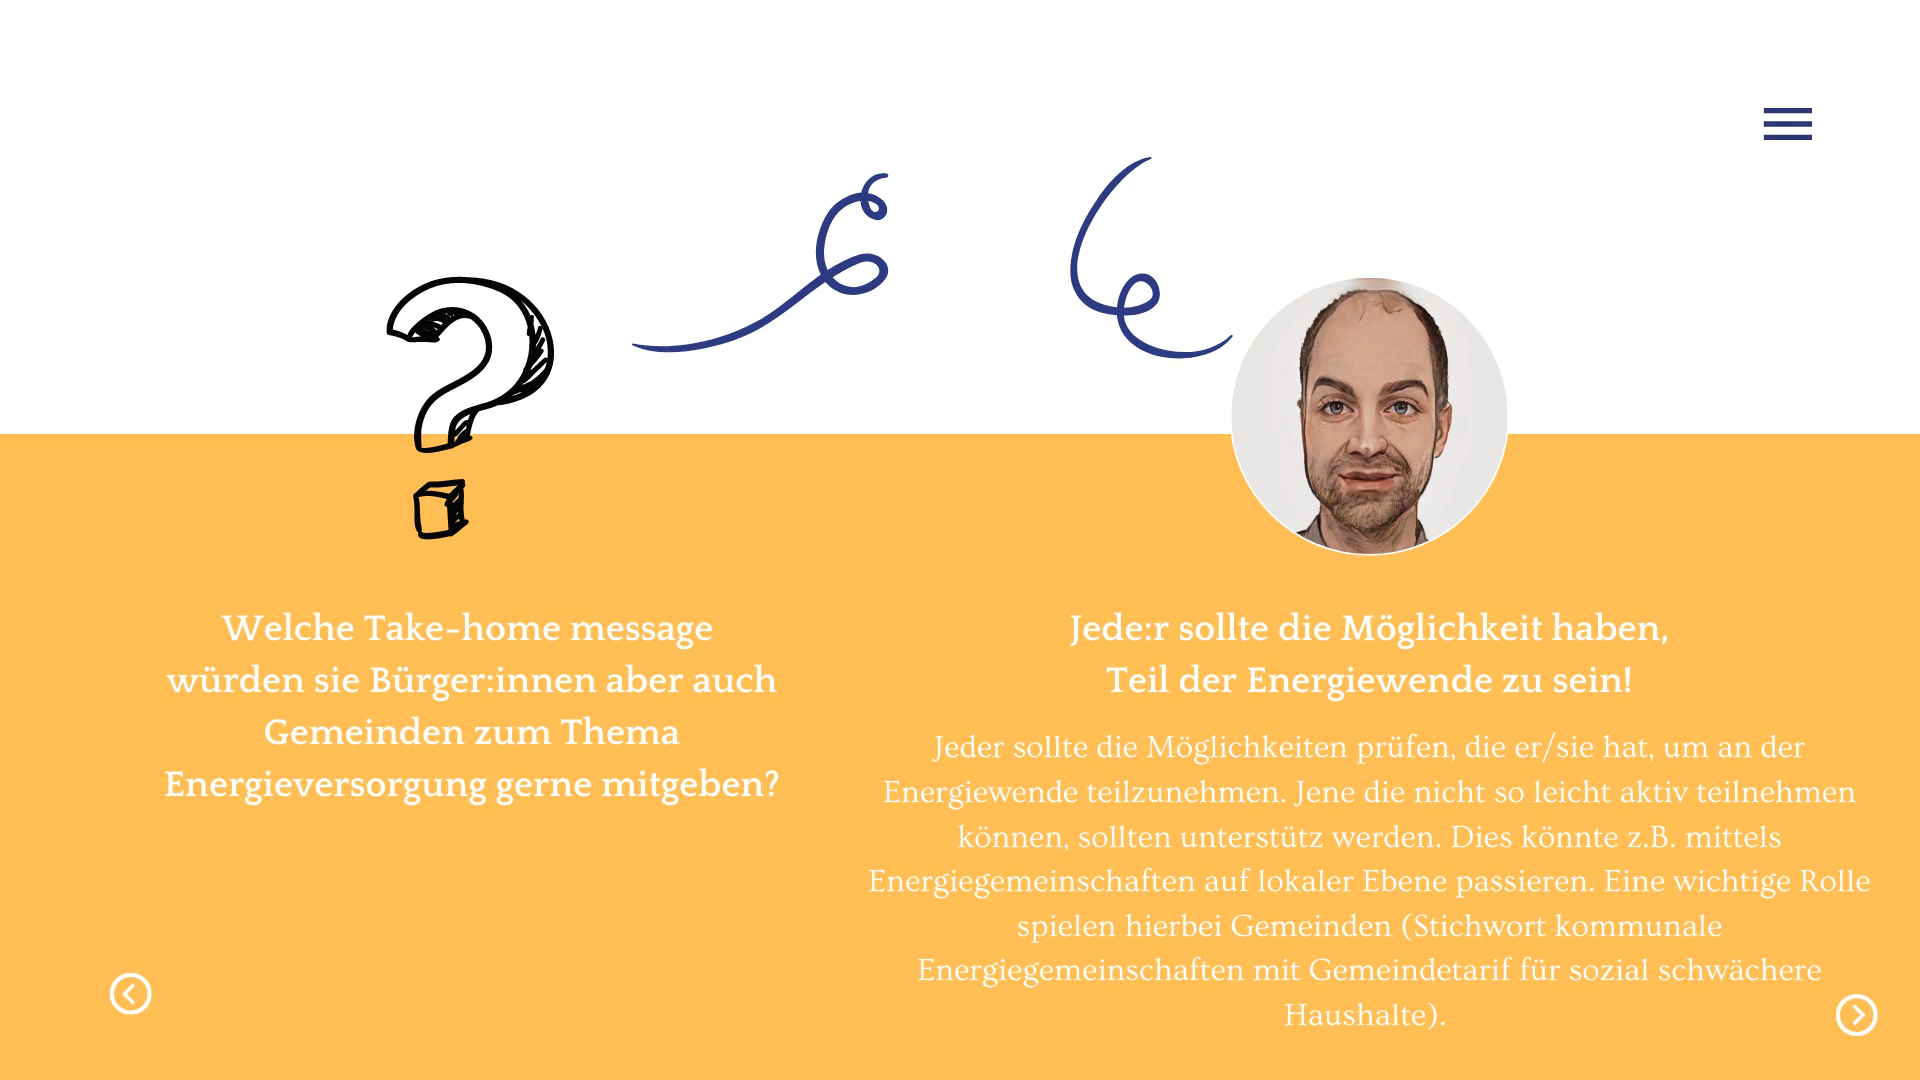 Welche Take-home message
würden sie Bürger:innen aber auch
Gemeinden zum Thema
Energieversorgung gerne mitgeben?
Jede:r sollte die Möglichkeit haben,
Teil der Energiewende zu sein!
Jeder sollte die Möglichkeiten prüfen, die er/sie hat, um an der
Energiewende teilzunehmen. Jene die nicht so leicht aktiv teilnehmen
können, sollten unterstütz werden. Dies könnte z.B. mittels
Energiegemeinschaften auf lokaler Ebene passieren. Eine wichtige Rolle
spielen hierbei Gemeinden (Stichwort kommunale
Energiegemeinschaften mit Gemeindetarif für sozial schwächere
Haushalte).